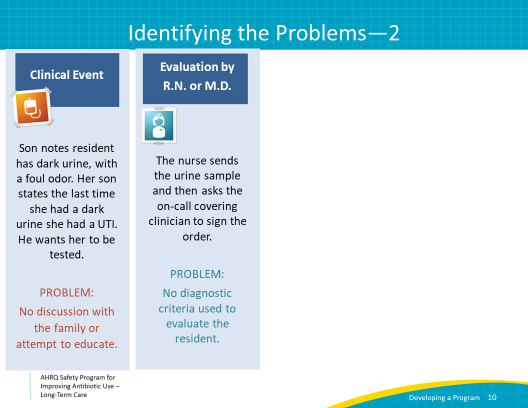 Identifying the Problems—2
Clinical Event
Son notes resident
has dark urine, with
a foul odor. Her son
states the last time
she had a dark
urine she had a UTI.
He wants her to be
tested.
PROBLEM:
No discussion with
the family or
attempt to educate.
Evaluation by
R.N. or M.D.
The nurse sends
the urine sample
and then asks the
on-call covering
clinician to sign the
order.
PROBLEM:
No diagnostic
criteria used to
evaluate the
resident.
AHRQ Safety Program for
Improving Antibiotic Use –
Long-Term Care
Developing a Program 10